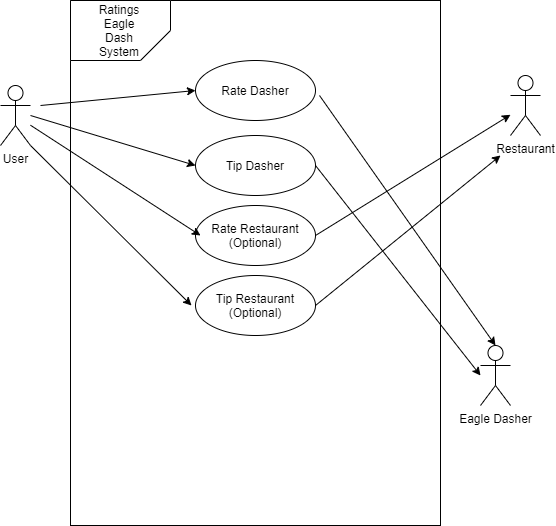 Ratings
Eagle
Dash
System
User
Rate Dasher
Tip Dasher
Rate Restaurant
(Optional)
Tip Restaurant
(Optional)
Restaurant
Eagle Dasher